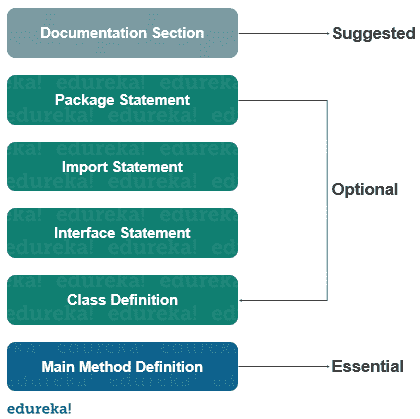 Documentation Section
Suggested
Package Statement
Import Statement
Interface Statement
Optional
Class Definition
Main Method Definition
Essential
edureka!